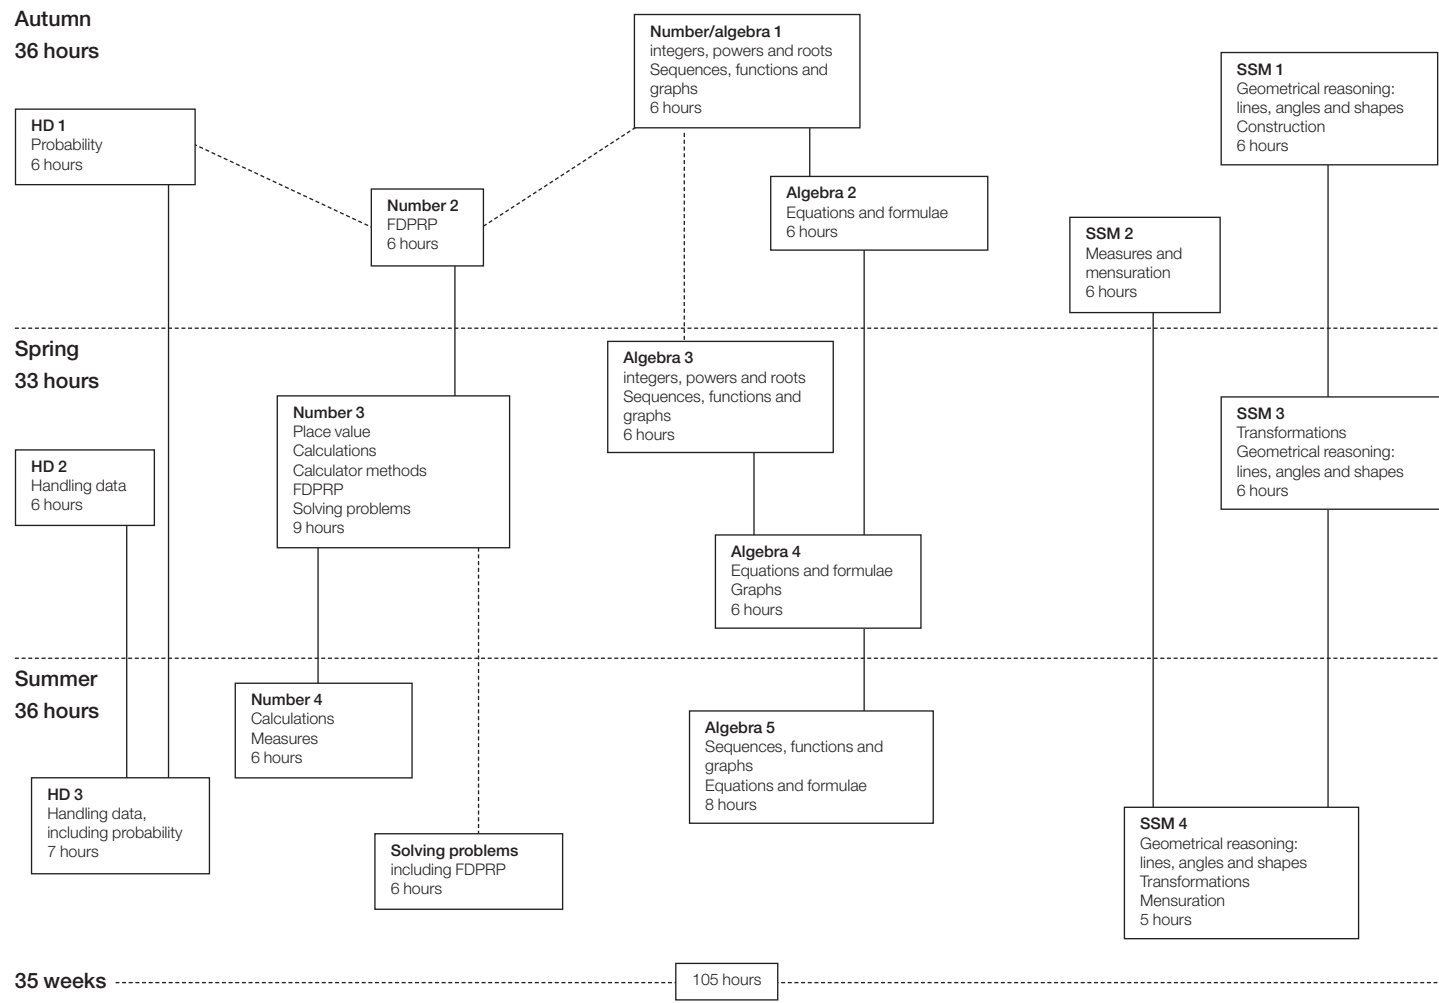 Autumn
36 hours
Number/algebra 1
integers, powers and roots
Sequences, functions and
graphs
6 hours
SSM 1
Geometrical reasoning:
lines, angles and shapes
Construction
6 hours
HD 1
Probability
6 hours
Number 2
FDPRP
6 hours
Algebra 2
Equations and formulae
6 hours
SSM 2
Measures and
mensuration
6 hours
Spring
33 hours
Algebra 3
integers, powers and roots
Sequences, functions and
graphs
6 hours
Number 3
Place value
Calculations
Calculator methods
FDPRP
Solving problems
9 hours
SSM 3
Transformations
Geometrical reasoning:
lines, angles and shapes
6 hours
HD 2
Handling data
6 hours
Algebra 4
Equations and formulae
Graphs
6 hours
Summer
36 hours
Number 4
Calculations
Measures
6 hours
Algebra 5
Sequences, functions and
graphs
Equations and formulae
8 hours
HD 3
Handling data,
including probability
7 hours
Solving problems
including FDPRP
6 hours
SSM 4
Geometrical reasoning:
lines, angles and shapes
Transformations
Mensuration
5 hours
35 weeks
105 hours